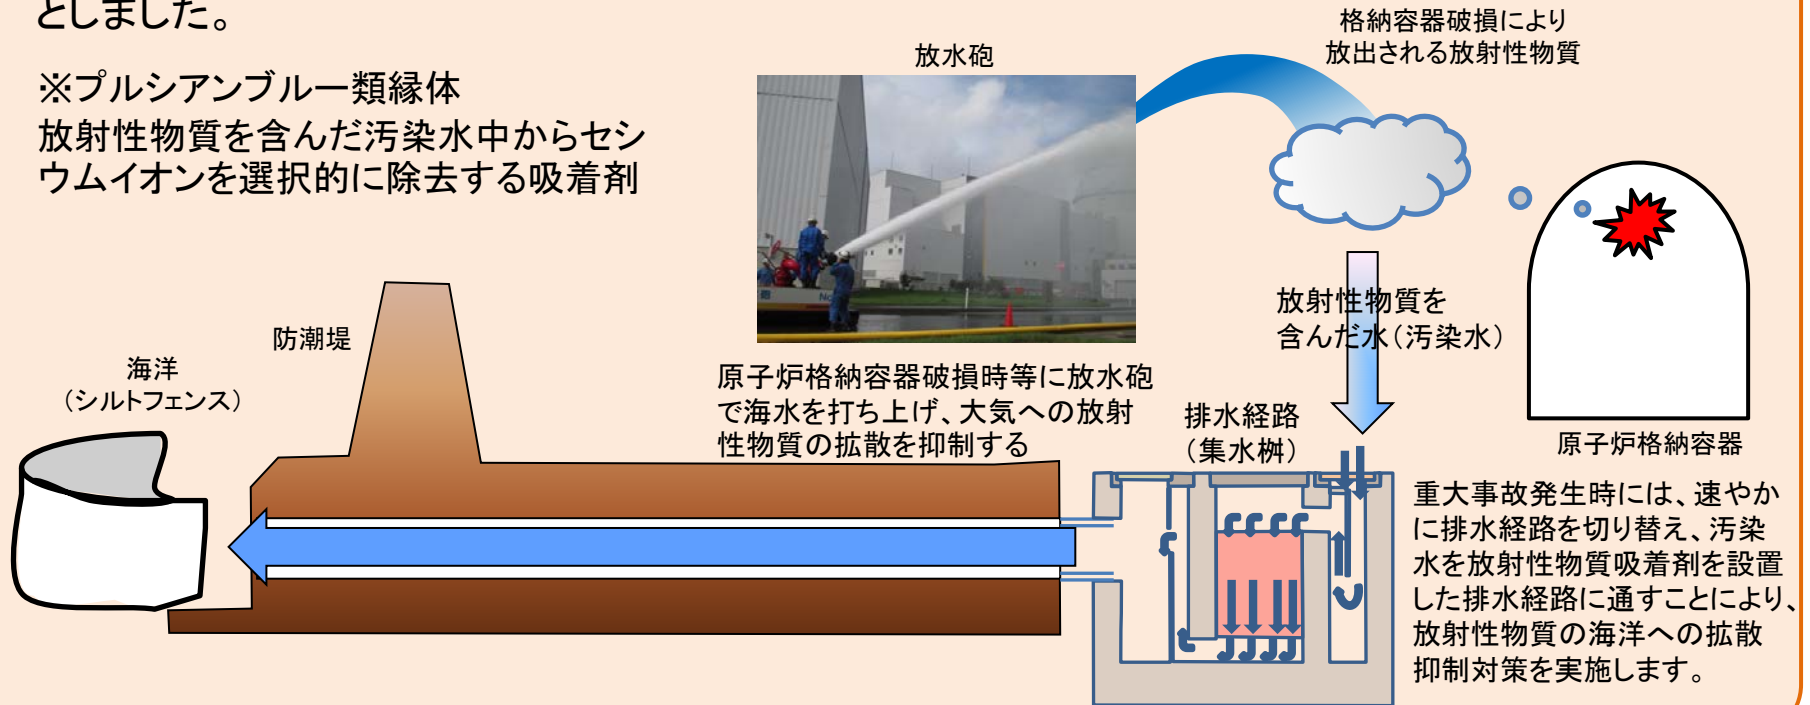 としました。
※プルシアンブルー類縁体
放射性物質を含んだ汚染水中からセシ
ウムイオンを選択的に除去する吸着剤
放水砲
格納容器破損により
放出される放射性物質
防潮堤
海洋
（シルトフェンス）
原子炉格納容器破損時等に放水砲
で海水を打ち上げ、大気への放射
性物質の拡散を抑制する
放射性物質を
含んだ水（汚染水）
排水経路
（集水桝）
原子炉格納容器
重大事故発生時には、速やか
に排水経路を切り替え、汚染
水を放射性物質吸着剤を設置
した排水経路に通すことにより、
放射性物質の海洋への拡散
抑制対策を実施します。